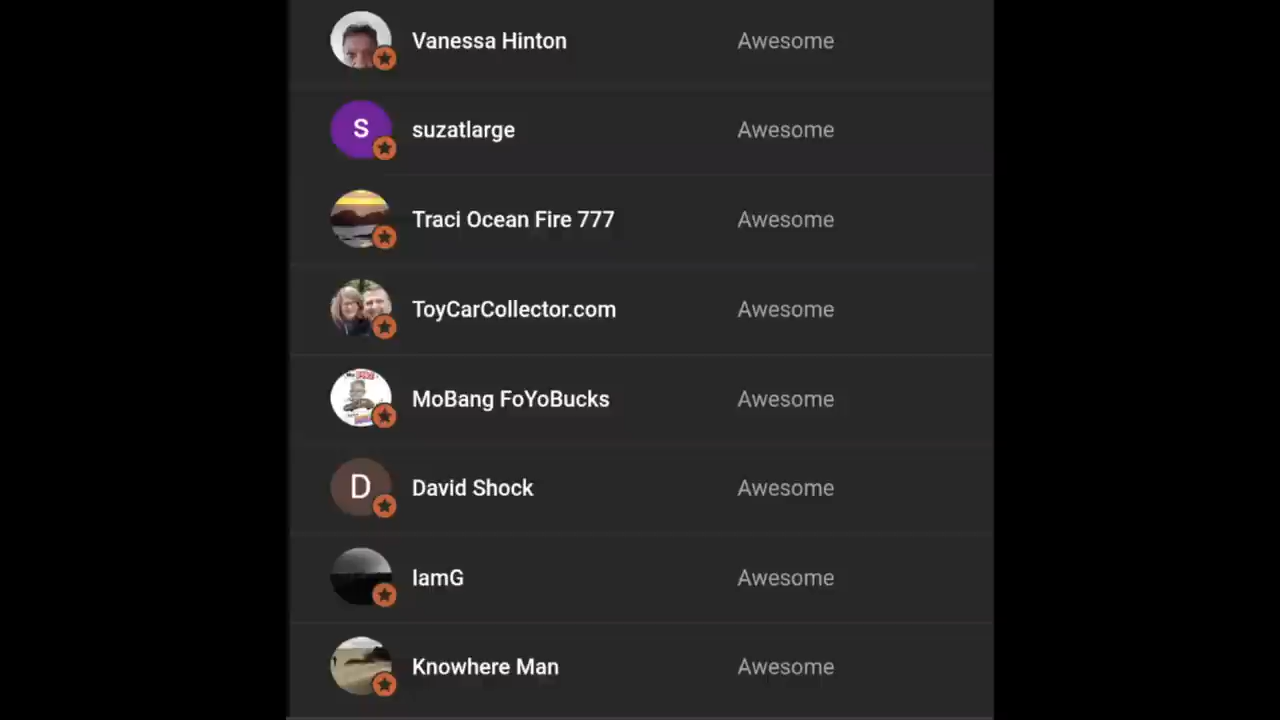 Vanessa Hinton Awesome
S suzatlarge Awesome
Traci Ocean Fire 777 Awesome
ToyCarCollector.com Awesome
MoBang FoYoBucks Awesome
D David Shock Awesome
IamG Awesome
Knowhere Man Awesome